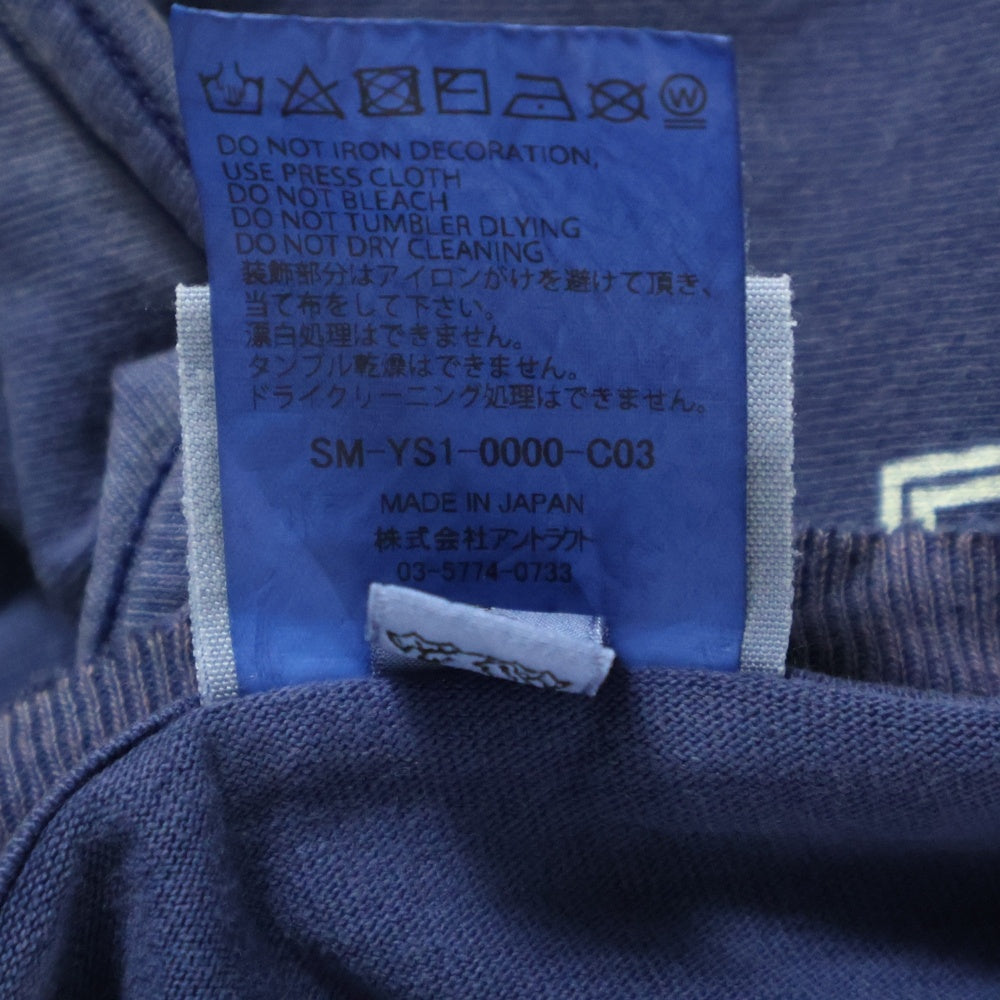 W
DO NOT IRON DECORATION,
USE PRESS CLOTH
DO NOT BLEACH
DO NOT TUMBLER DLYING
DO NOT DRY CLEANING
装飾部分はアイロンがけを避けて頂き、
当て布をして下さい。
漂白処理はできません。
タンブル乾燥はできません。
ドライクリーニング処理はできません。
SM-YS1-0000-C03
MADE IN JAPAN
株式会社アントラクト
03-5774-0733